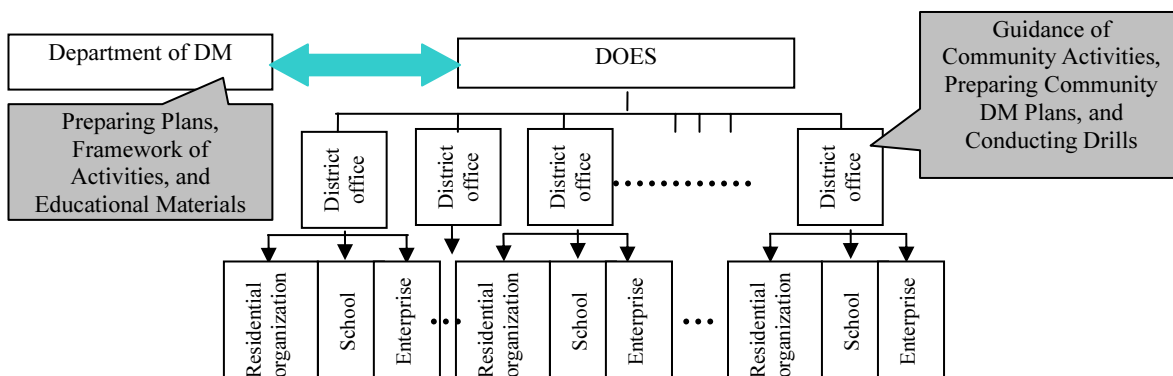 Department of DM
DOES
Guidance of
Community Activities,
Preparing Community
DM Plans, and
Conducting Drills
Preparing Plans,
Framework of
Activities, and
Educational Materials
District
office
District
office
District
office
District
office
Residential
organization
School
Enterprise
Residential
organization
School
Enterprise
Residential
organization
School
Enterprise